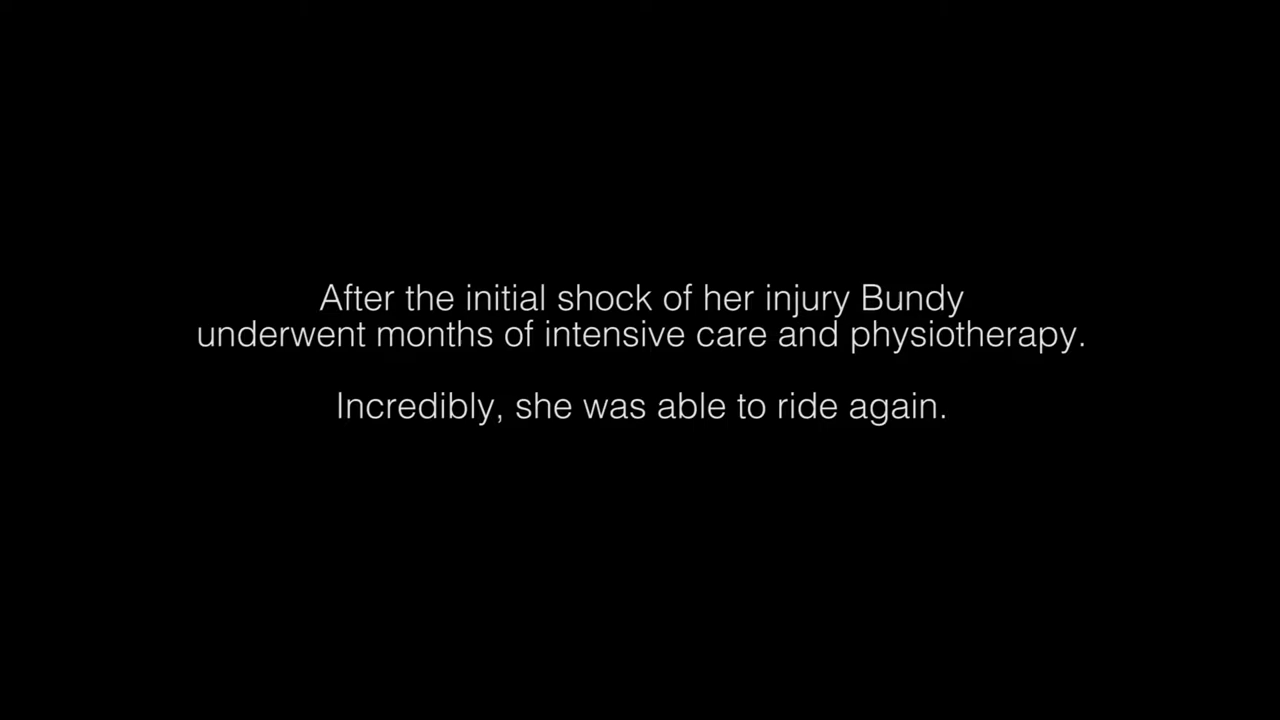 After the initial shock of her injury Bundy
underwent months of intensive care and physiotherapy.
Incredibly, she was able to ride again.